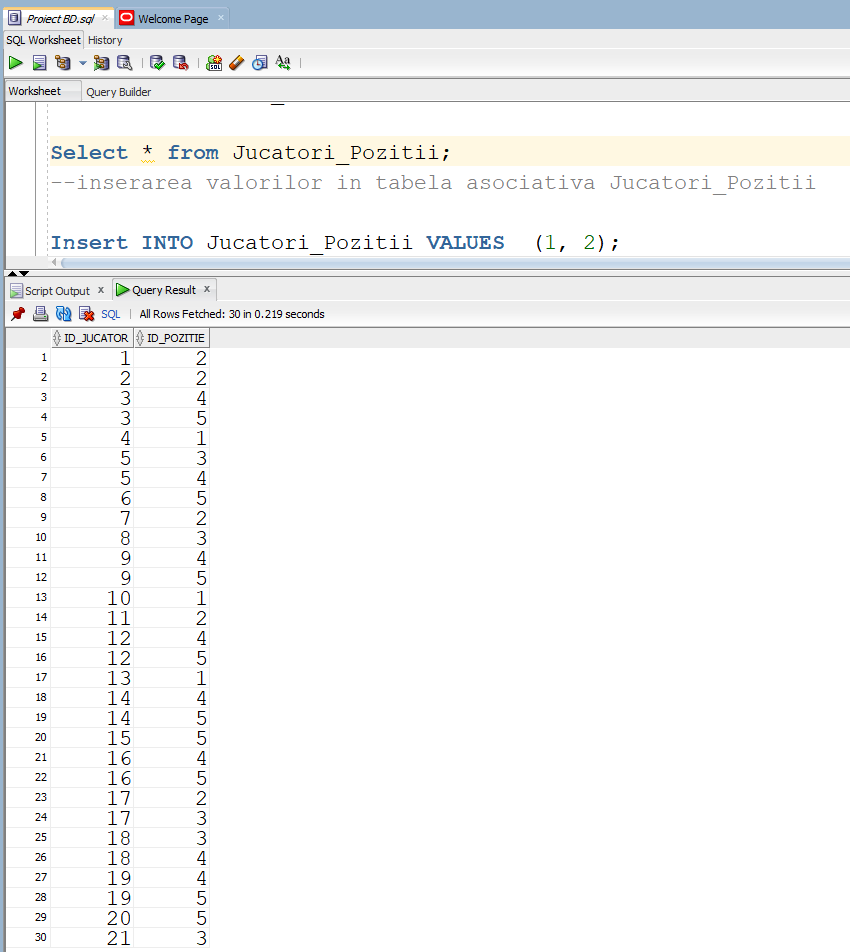 Proiect BD.sql Welcome Page
SQL Worksheet History
Worksheet Query Builder
Select * from Jucatori_Pozitii;
--inserarea valorilor in tabela asociativa Jucatori_Pozitii
Insert INTO Jucatori_Pozitii VALUES (1, 2);
Script Output x Query Result x
SQL | All Rows Fetched: 30 in 0.219 seconds
ID_JUCATOR ID_POZITIE
1 1 2
2 2 2
3 3 4
4 3 5
5 4 1
6 5 3
7 5 4
8 6 5
9 7 2
10 8 3
11 9 4
12 9 5
13 10 1
14 11 2
15 12 4
16 12 5
17 13 1
18 14 4
19 14 5
20 15 5
21 16 4
22 16 5
23 17 2
24 17 3
25 18 3
26 18 4
27 19 4
28 19 5
29 20 5
30 21 3